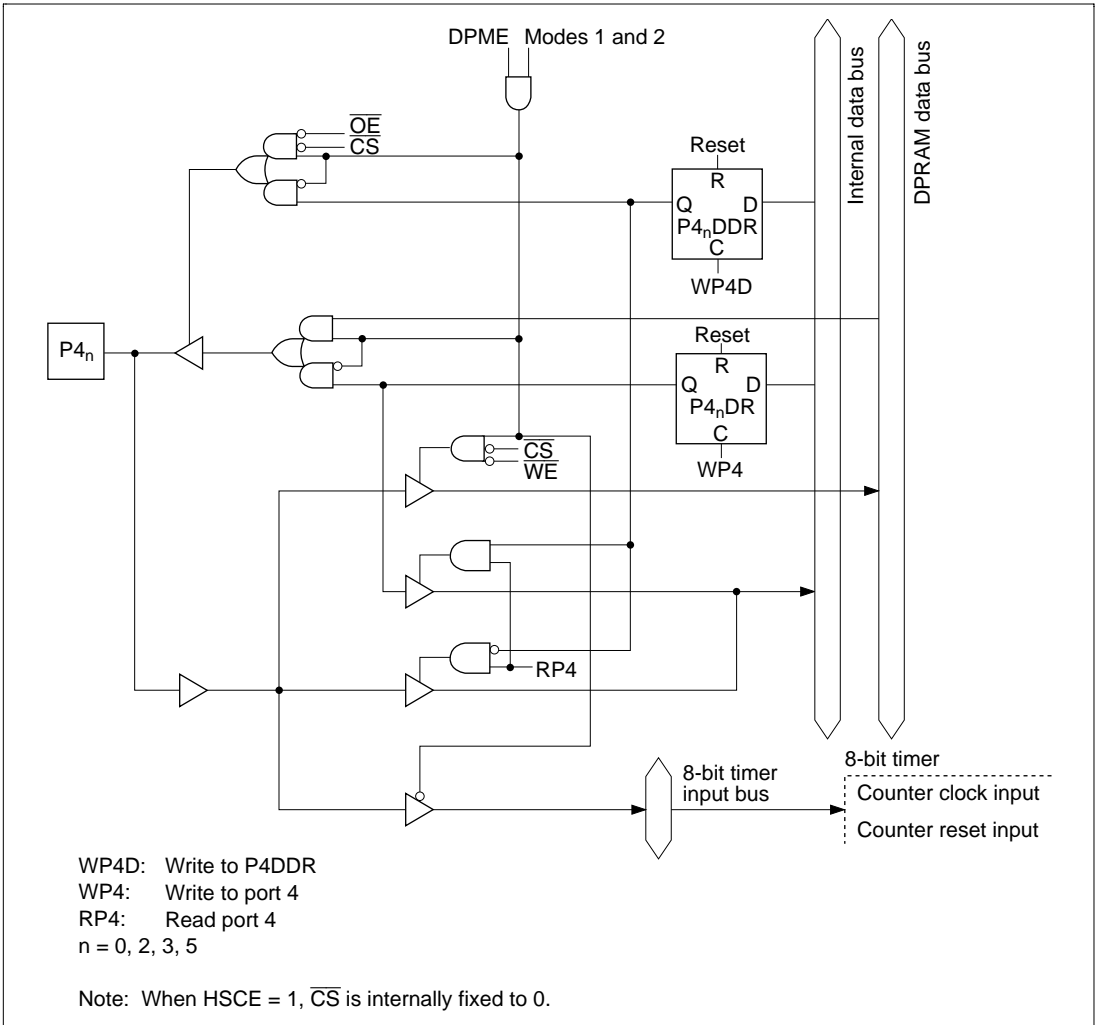 DPME Modes 1 and 2
OE
CS
Reset
R
Q D
P4nDDR
C
WP4D
Internal data bus
DPRAM data bus
P4n
Reset
R
Q D
P4nDR
C
WP4
CS
WE
RP4
8-bit timer
input bus
8-bit timer
Counter clock input
Counter reset input
WP4D: Write to P4DDR
WP4: Write to port 4
RP4: Read port 4
n = 0, 2, 3, 5
Note: When HSCE = 1, CS is internally fixed to 0.